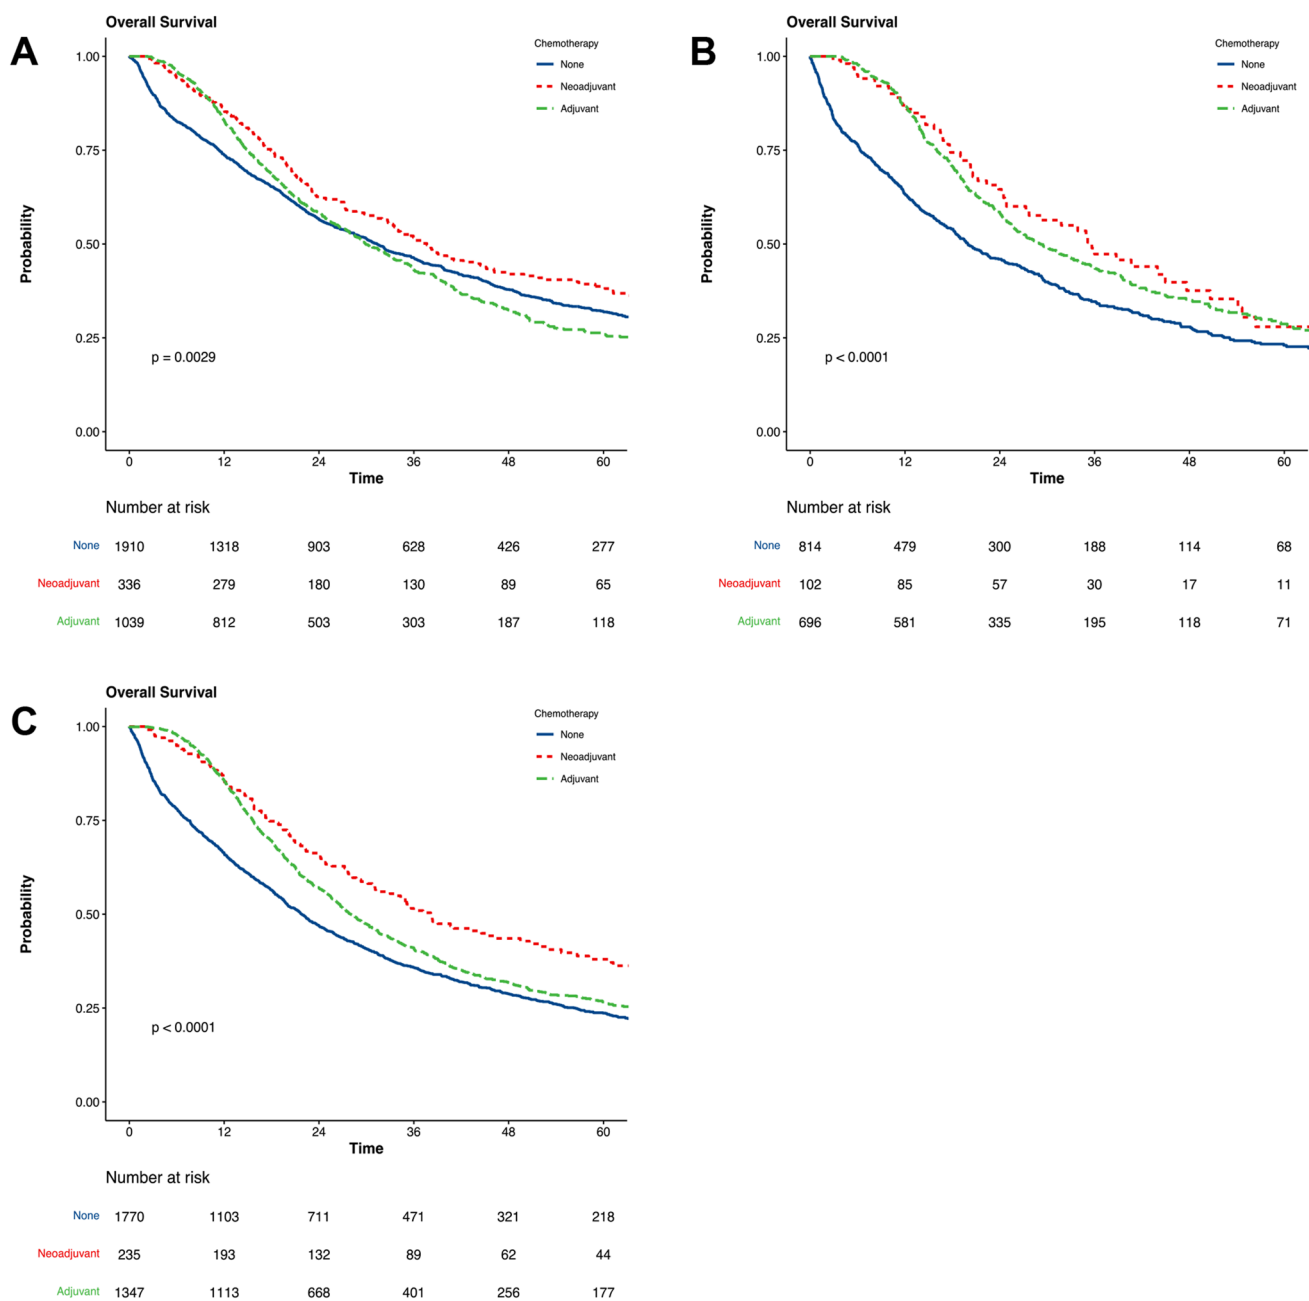 A
Overall Survival
Chemotherapy
None
Neoadjuvant
Adjuvant
Probability
1.00
0.75
0.50
0.25
0.00
p = 0.0029
0 12 24 36 48 60
Time
Number at risk
None 1910 1318 903 628 426 277
Neoadjuvant 336 279 180 130 89 65
Adjuvant 1039 812 503 303 187 118
B
Overall Survival
Chemotherapy
None
Neoadjuvant
Adjuvant
Probability
1.00
0.75
0.50
0.25
0.00
p < 0.0001
0 12 24 36 48 60
Time
Number at risk
None 814 479 300 188 114 68
Neoadjuvant 102 85 57 30 17 11
Adjuvant 696 581 335 195 118 71
C
Overall Survival
Chemotherapy
None
Neoadjuvant
Adjuvant
Probability
1.00
0.75
0.50
0.25
0.00
p < 0.0001
0 12 24 36 48 60
Time
Number at risk
None 1770 1103 711 471 321 218
Neoadjuvant 235 193 132 89 62 44
Adjuvant 1347 1113 668 401 256 177